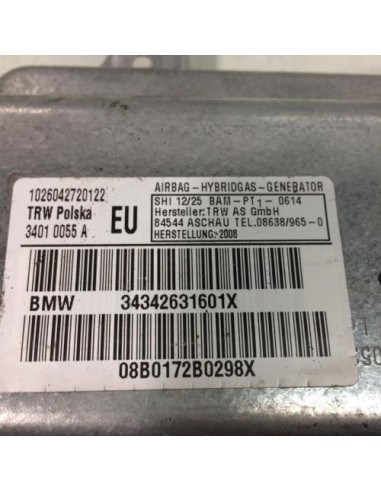 1026042720122
TRW Polska
3401 0055 A
EU
AIRBAG-HYBRIDGAS-GENERATOR
SHI 12/25 BAM-PT1-0614
Hersteller:TRW AS GmbH
84544 ASCHAU TEL.08638/965-0
HERSTELLUNG>2008
BMW 34342631601X
08B0172B0298X